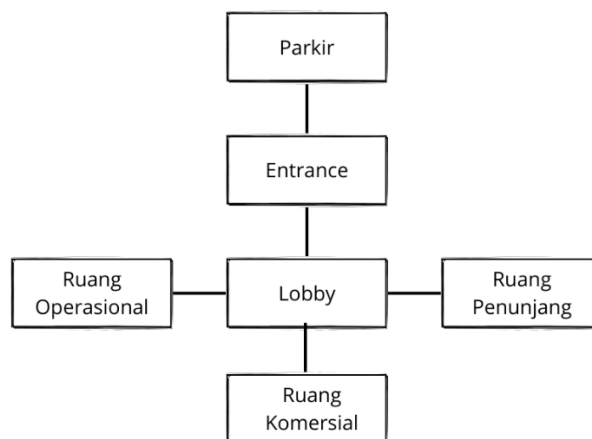 Parkir
Entrance
Ruang
Operasional
Lobby
Ruang
Penunjang
Ruang
Komersial